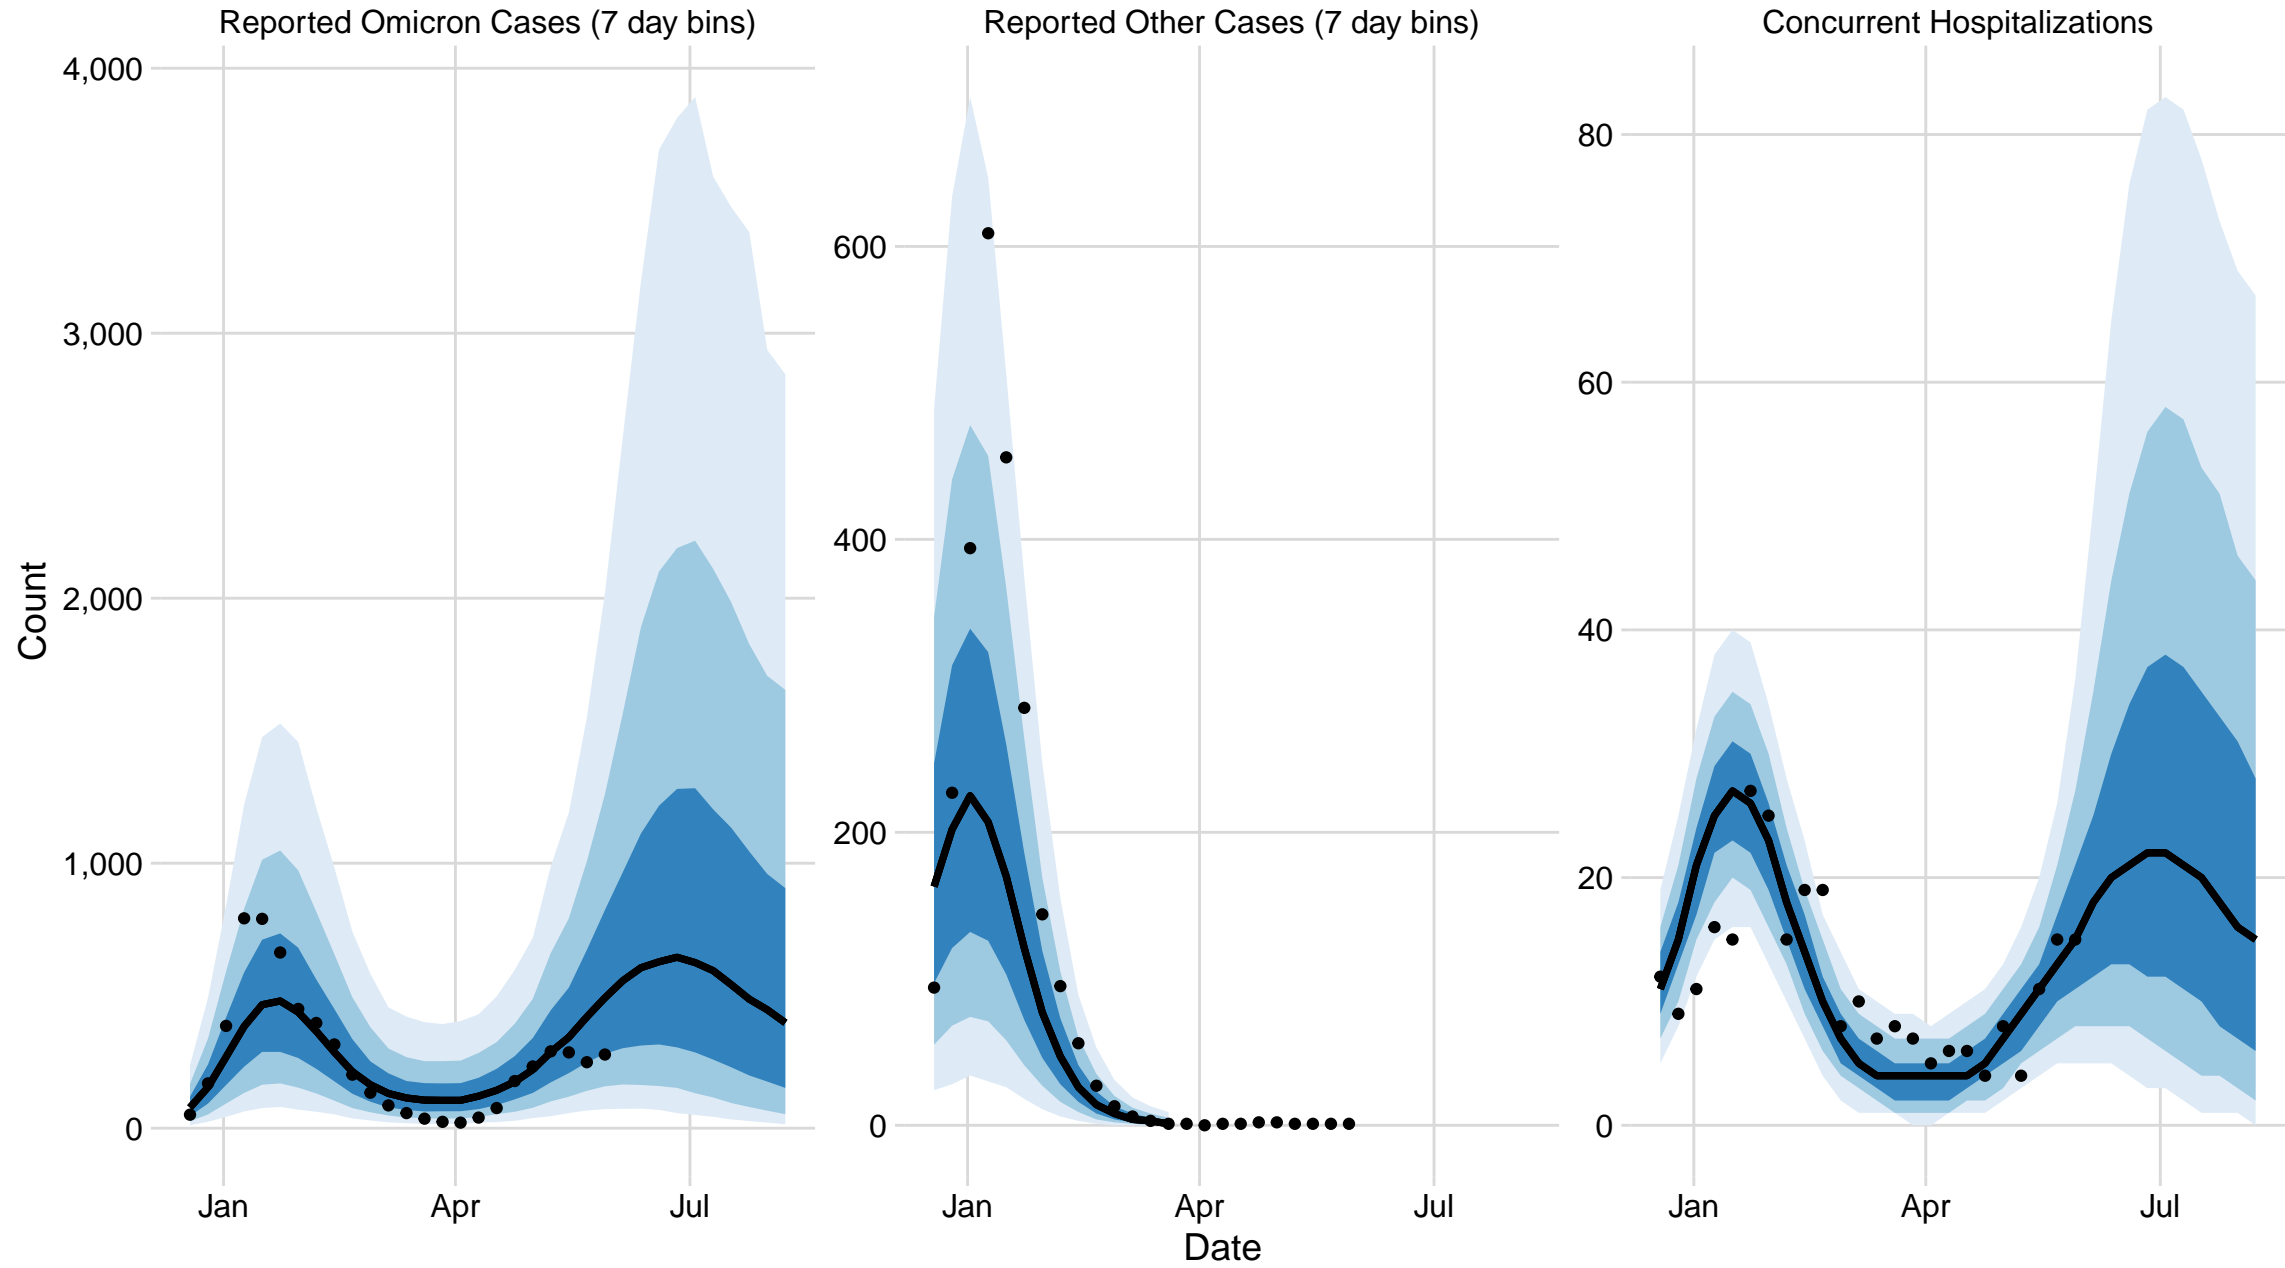 Reported Omicron Cases (7 day bins)
Reported Other Cases (7 day bins)
Concurrent Hospitalizations
Count
4,000
3,000
2,000
1,000
0
Jan
Apr
Jul
600
400
200
0
Jan
Apr
Jul
80
60
40
20
0
Jan
Apr
Jul
Date